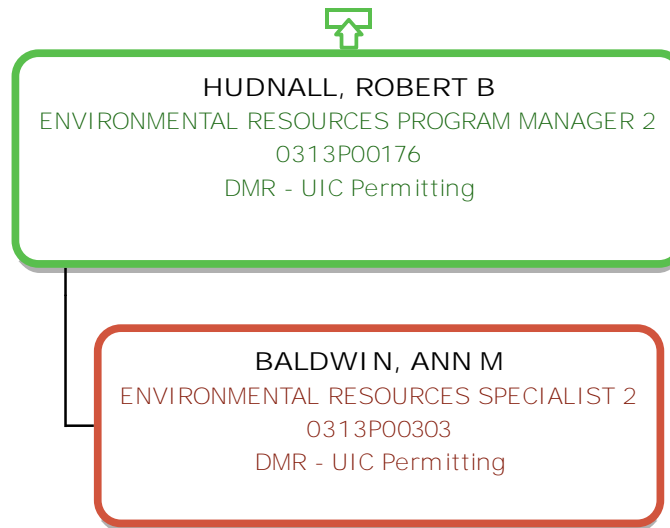 HUDNALL, ROBERT B
ENVIRONMENTAL RESOURCES PROGRAM MANAGER 2
0313P00176
DMR - UIC Permitting
BALDWIN, ANN M
ENVIRONMENTAL RESOURCES SPECIALIST 2
0313P00303
DMR - UIC Permitting